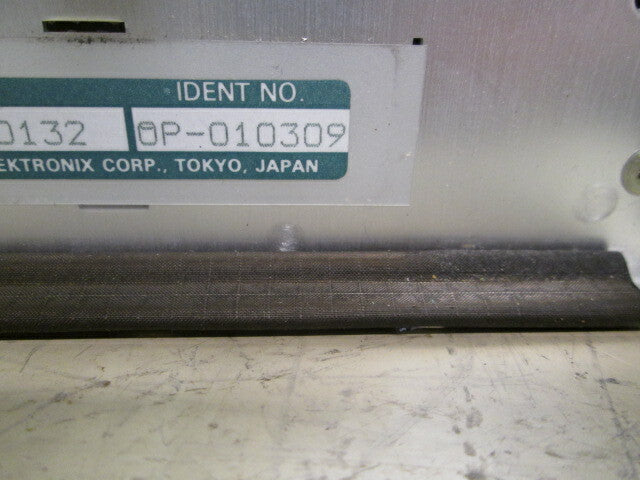 IDENT NO.
0132 0P-010309
EKTRONIX CORP., TOKYO, JAPAN